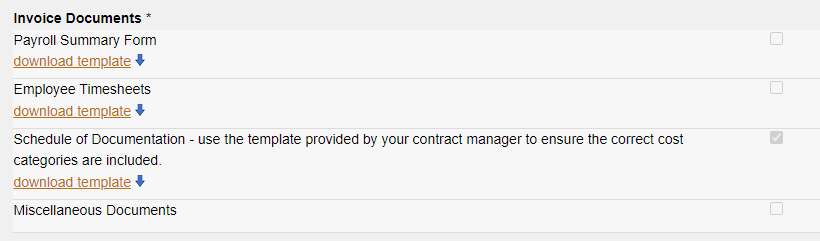 Invoice Documents *
Payroll Summary Form
download template
Employee Timesheets
download template
Schedule of Documentation - use the template provided by your contract manager to ensure the correct cost
categories are included.
download template
Miscellaneous Documents